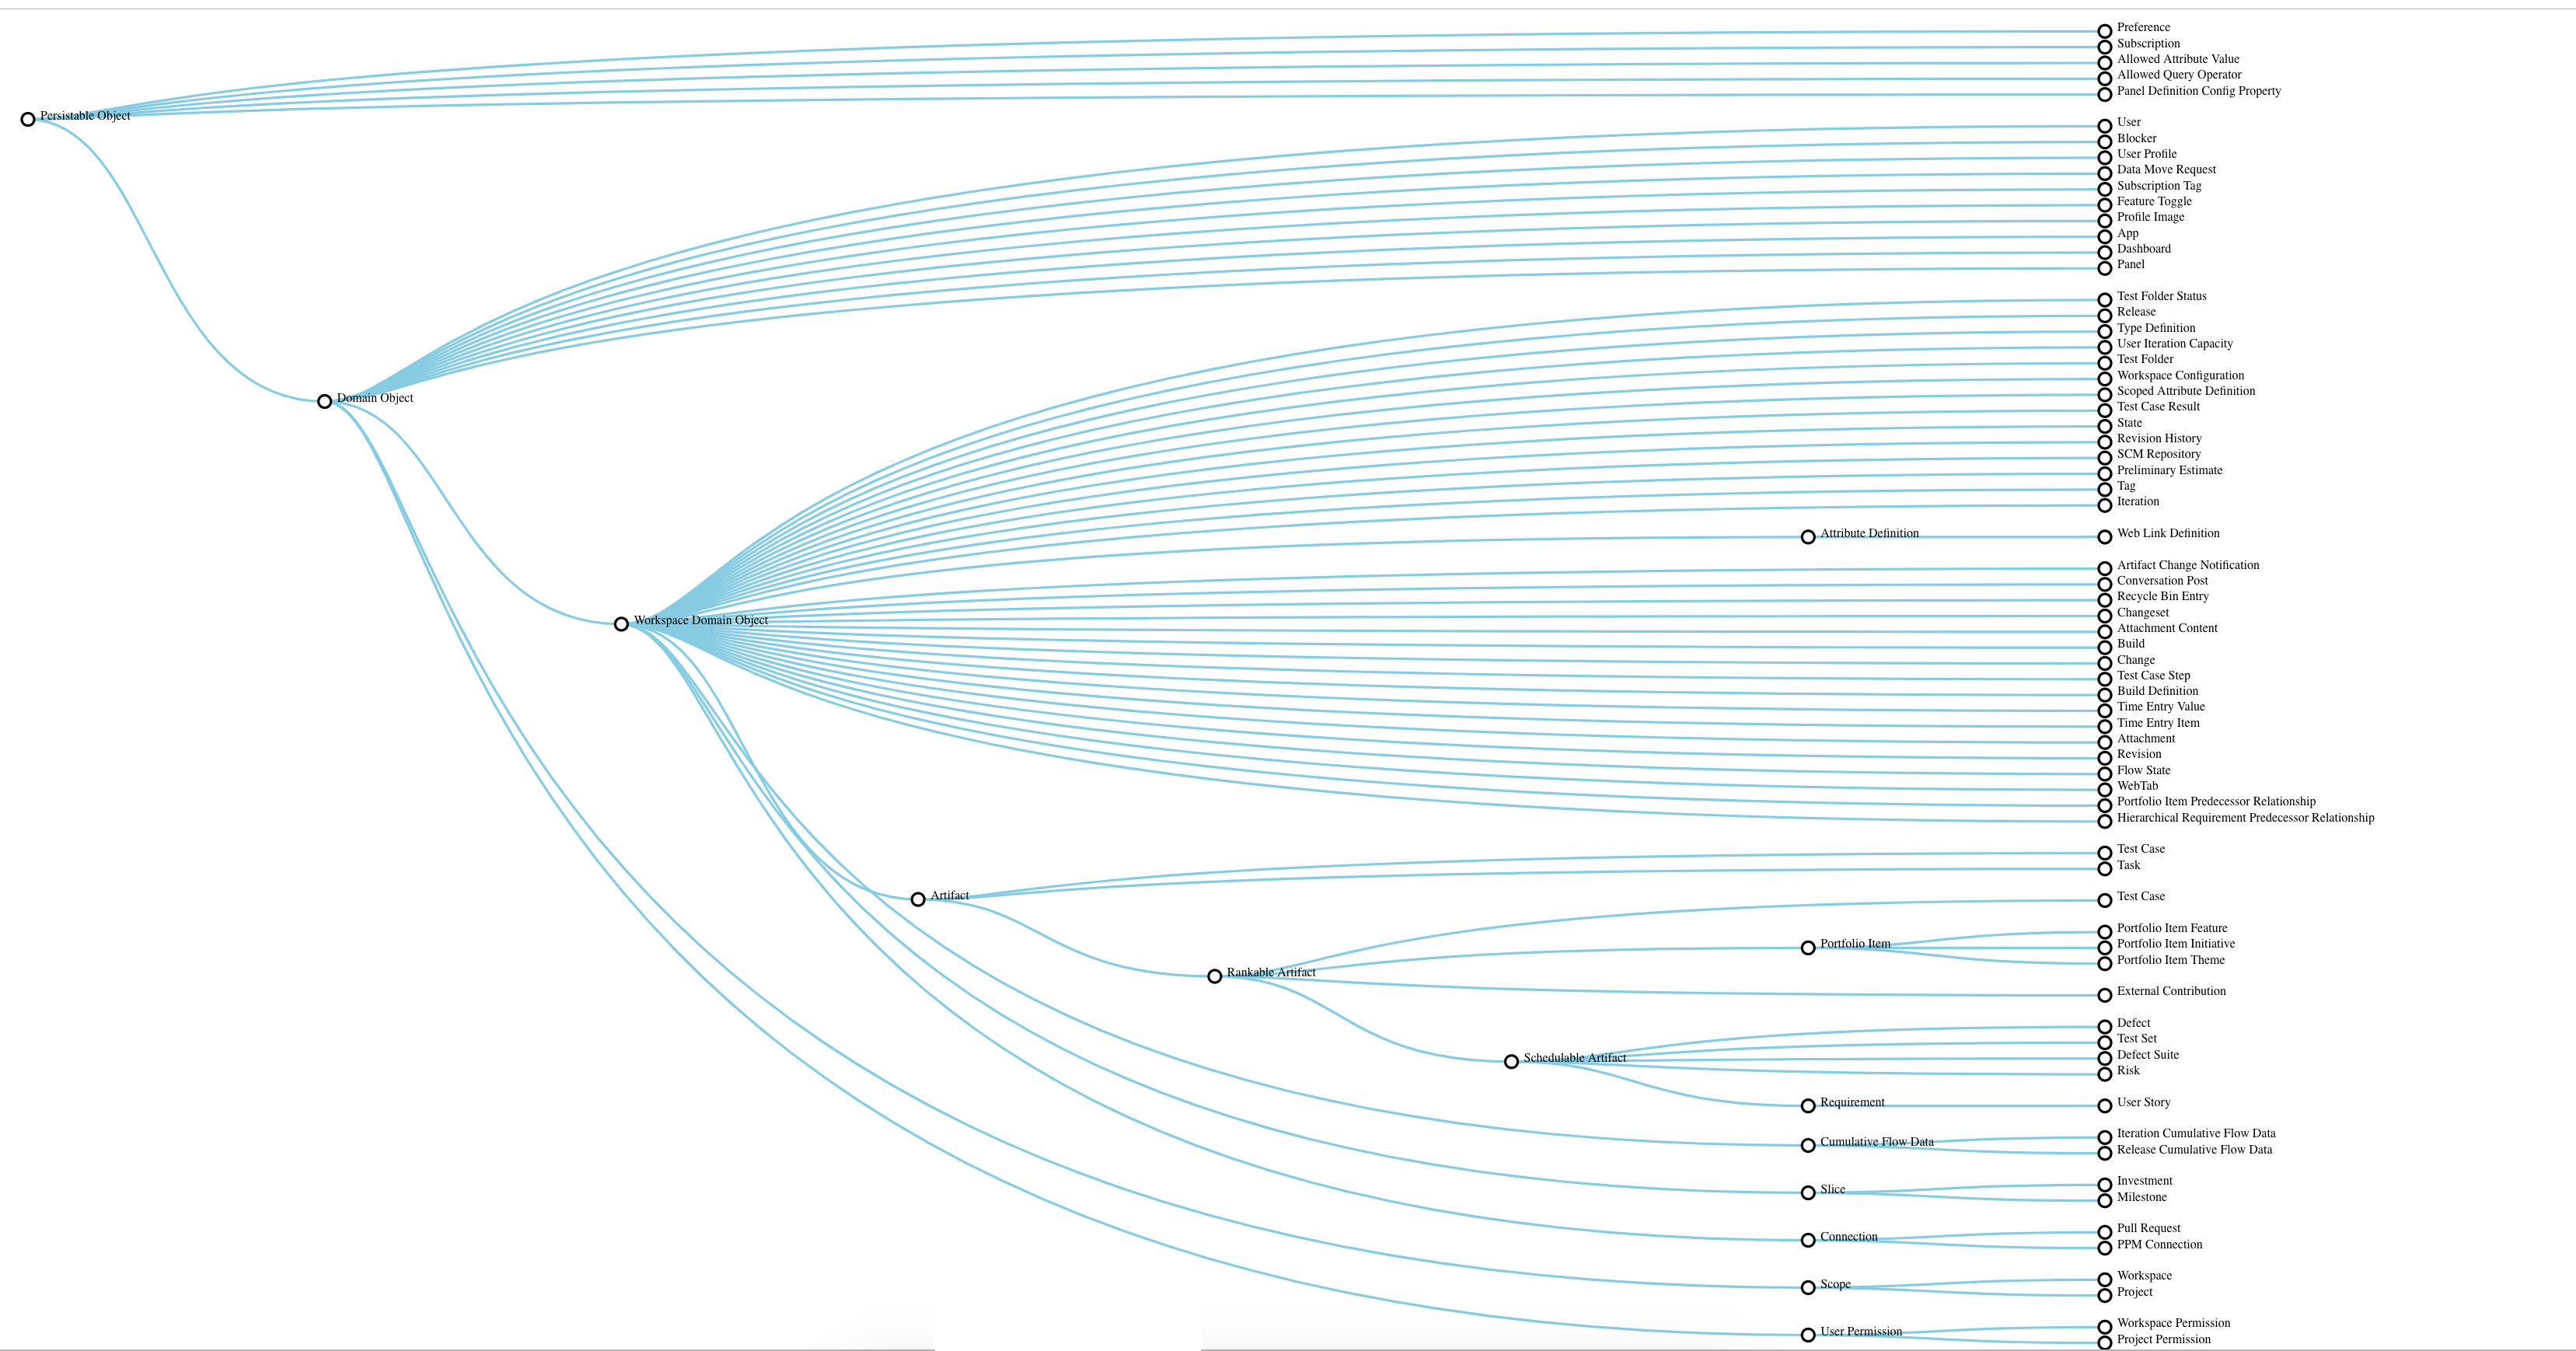 Preference
Subscription
Allowed Attribute Value
Allowed Query Operator
Panel Definition Config Property
Persistable Object
User
Blocker
User Profile
Data Move Request
Subscription Tag
Feature Toggle
Profile Image
App
Dashboard
Panel
Test Folder Status
Release
Type Definition
User Iteration Capacity
Test Folder
Workspace Configuration
Scoped Attribute Definition
Domain Object
Test Case Result
State
Revision History
SCM Repository
Preliminary Estimate
Tag
Iteration
Attribute Definition
Web Link Definition
Artifact Change Notification
Conversation Post
Recycle Bin Entry
Changeset
Workspace Domain Object
Attachment Content
Build
Change
Test Case Step
Build Definition
Time Entry Value
Time Entry Item
Attachment
Revision
Flow State
WebTab
Portfolio Item Predecessor Relationship
Hierarchical Requirement Predecessor Relationship
Test Case
Task
Artifact
Test Case
Portfolio Item Feature
Portfolio Item
Portfolio Item Initiative
Portfolio Item Theme
Rankable Artifact
External Contribution
Defect
Test Set
Defect Suite
Schedulable Artifact
Risk
Requirement
User Story
Iteration Cumulative Flow Data
Cumulative Flow Data
Release Cumulative Flow Data
Investment
Slice
Milestone
Pull Request
Connection
PPM Connection
Workspace
Scope
Project
Workspace Permission
User Permission
Project Permission